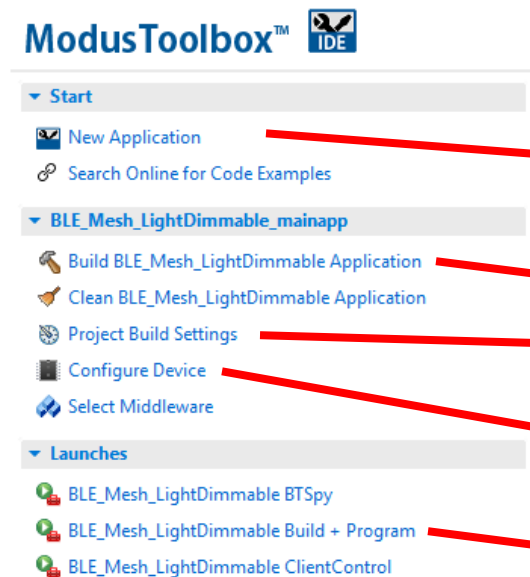 ModusToolbox™ IDE
Start
New Application
Search Online for Code Examples
BLE_Mesh_LightDimmable_mainapp
Build BLE_Mesh_LightDimmable Application
Clean BLE_Mesh_LightDimmable Application
Project Build Settings
Configure Device
Select Middleware
Launches
BLE_Mesh_LightDimmable BTSpy
BLE_Mesh_LightDimmable Build + Program
BLE_Mesh_LightDimmable ClientControl